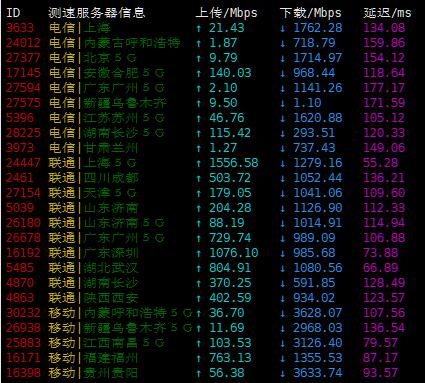 ID 测速服务器信息 上传/Mbps 下载/Mbps 延迟/ms
3633 电信|上海 ↑ 21.43 ↓ 1762.28 134.08
24012 电信|内蒙古呼和浩特 ↑ 1.87 ↓ 718.79 159.86
27377 电信|北京５Ｇ ↑ 9.79 ↓ 1714.97 154.12
17145 电信|安徽合肥５Ｇ ↑ 140.03 ↓ 968.44 118.64
27594 电信|广东广州５Ｇ ↑ 2.10 ↓ 1141.26 177.17
27575 电信|新疆乌鲁木齐 ↑ 9.50 ↓ 1.10 171.59
5396 电信|江苏苏州５Ｇ ↑ 46.76 ↓ 1620.88 105.12
28225 电信|湖南长沙５Ｇ ↑ 115.42 ↓ 293.51 120.33
3973 电信|甘肃兰州 ↑ 1.27 ↓ 737.43 149.06
24447 联通|上海５Ｇ ↑ 1556.58 ↓ 1279.16 55.28
2461 联通|四川成都 ↑ 503.72 ↓ 1052.44 136.21
27154 联通|天津５Ｇ ↑ 179.05 ↓ 1041.06 109.60
5039 联通|山东济南 ↑ 204.28 ↓ 1126.90 112.33
26180 联通|山东济南５Ｇ ↑ 88.19 ↓ 1014.91 114.94
26678 联通|广东广州５Ｇ ↑ 729.74 ↓ 989.09 106.88
16192 联通|广东深圳 ↑ 1076.10 ↓ 985.68 73.88
5485 联通|湖北武汉 ↑ 804.91 ↓ 1080.56 66.89
4870 联通|湖南长沙 ↑ 370.25 ↓ 591.85 128.49
4863 联通|陕西西安 ↑ 402.59 ↓ 934.02 123.57
30232 移动|内蒙呼和浩特５Ｇ ↑ 36.70 ↓ 3628.07 107.56
26938 移动|新疆乌鲁木齐５Ｇ ↑ 11.69 ↓ 2968.03 136.54
25883 移动|江西南昌５Ｇ ↑ 103.53 ↓ 3126.40 79.57
16171 移动|福建福州 ↑ 763.13 ↓ 1355.53 87.17
16398 移动|贵州贵阳 ↑ 56.38 ↓ 3633.74 93.57